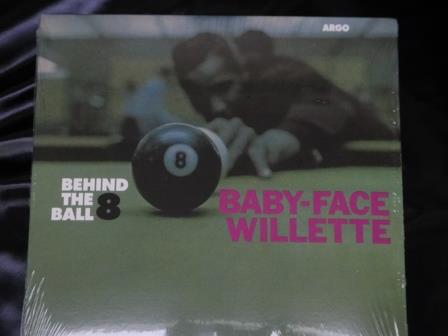 ARGO
8
BEHIND
THE
BALL 8
BABY-FACE
WILLETTE